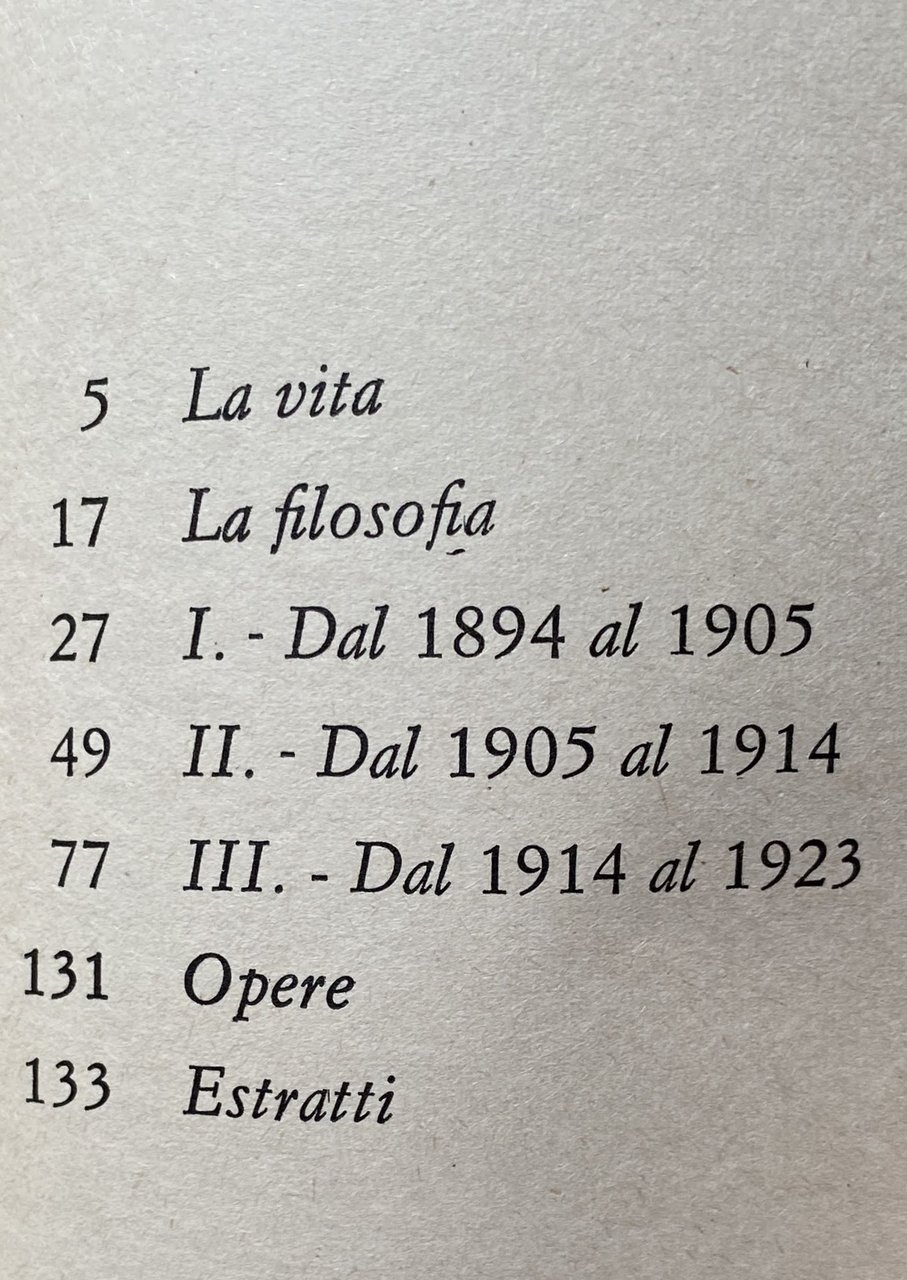 5 La vita
17 La filosofia
27 I. - Dal 1894 al 1905
49 II. - Dal 1905 al 1914
77 III. - Dal 1914 al 1923
131 Opere
133 Estratti